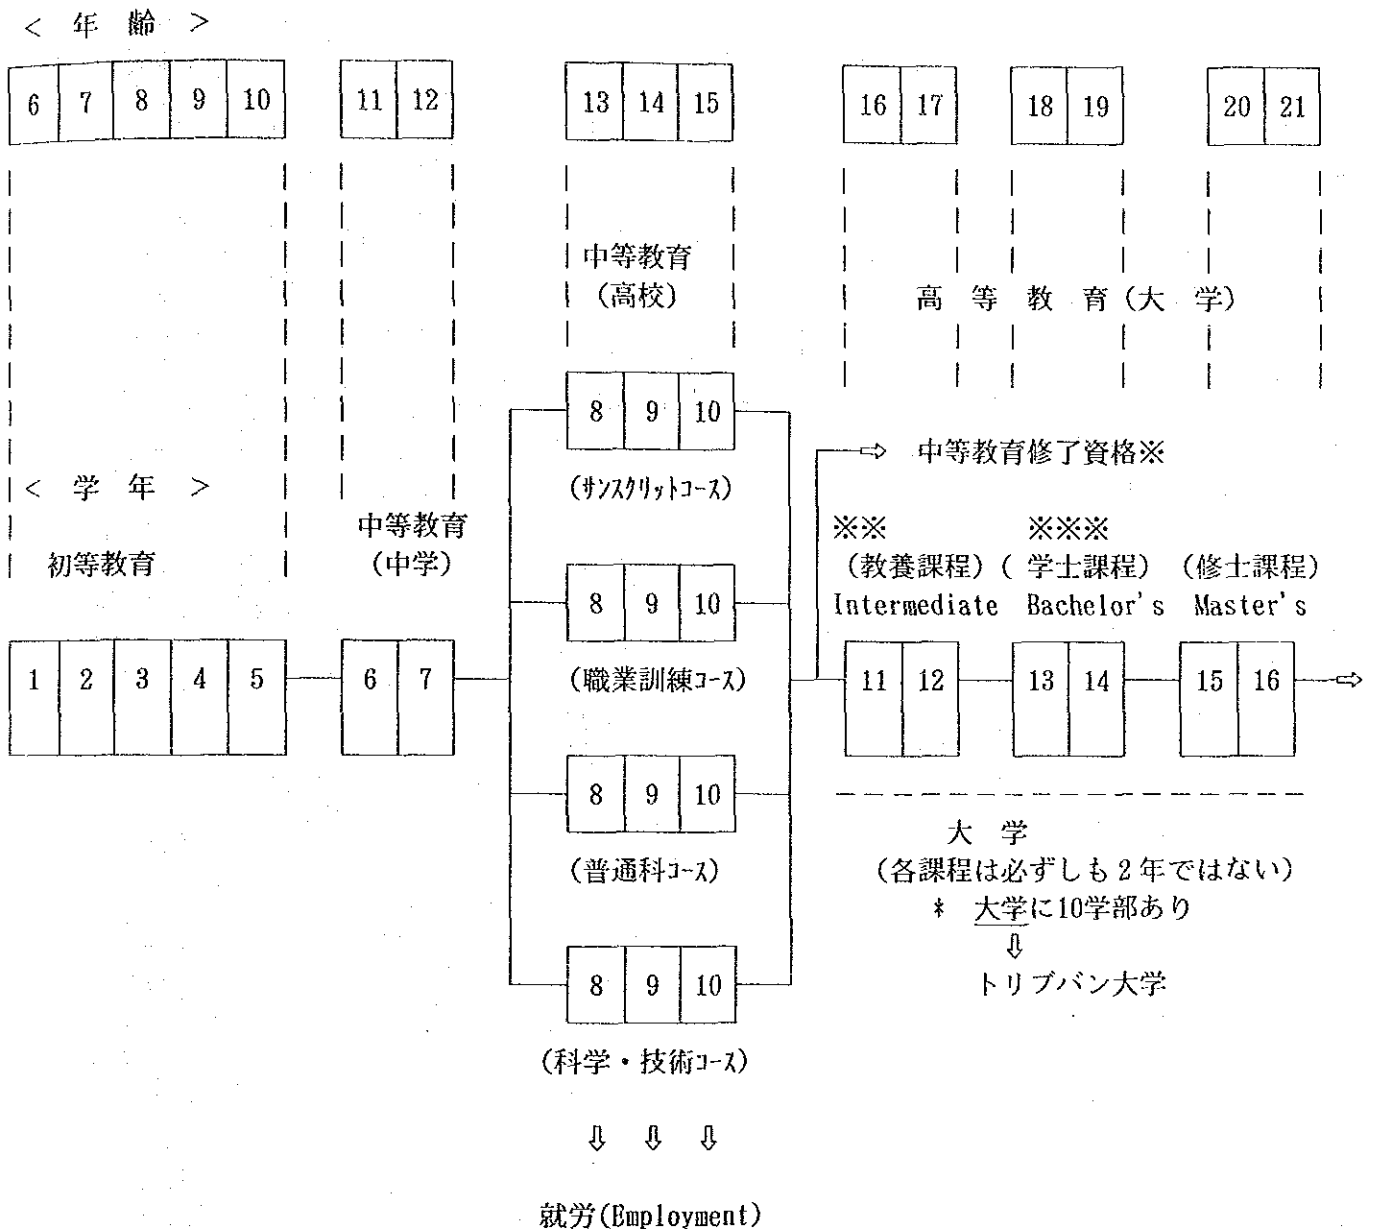 < 年 齢 >
6 7 8 9 10 11 12 13 14 15 16 17 18 19 20 21
中等教育
(高校)
高 等 教 育 (大 学)
8 9 10
⇨ 中等教育修了資格※
(サンスクリットコース)
< 学 年 >
初等教育
中等教育
(中学)
※※ ※※※
(教養課程) (学士課程) (修士課程)
Intermediate Bachelor's Master's
8 9 10
1 2 3 4 5 6 7 11 12 13 14 15 16 ⇨
(職業訓練コース)
8 9 10
(普通科コース)
大 学
(各課程は必ずしも2年ではない)
* 大学に10学部あり
⇩
トリブバン大学
8 9 10
(科学・技術コース)
⇩ ⇩ ⇩
就労(Employment)